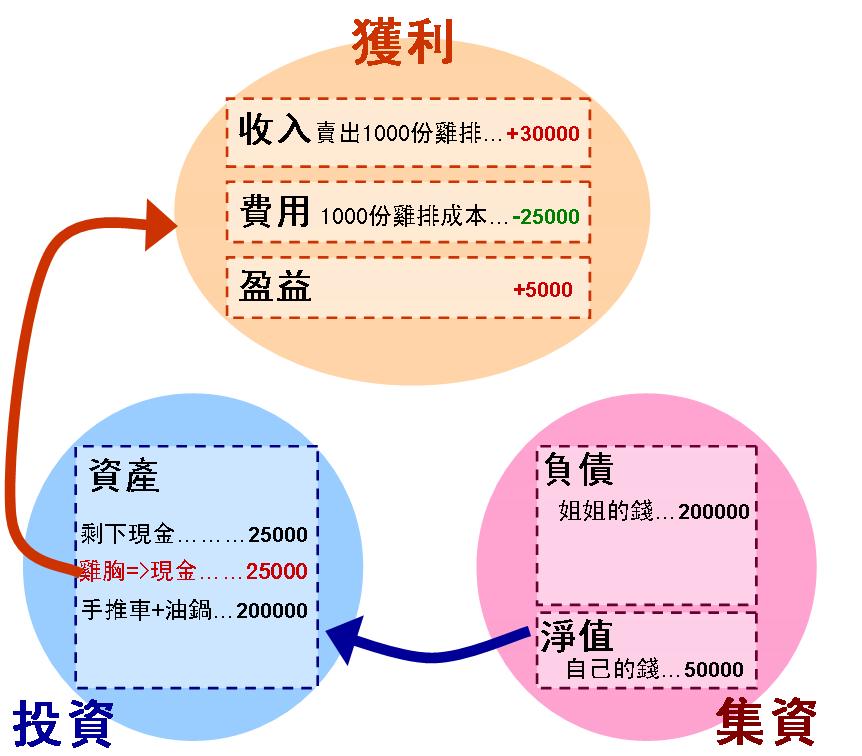 獲利
收入 賣出1000份雞排...+30000
費用 1000份雞排成本...-25000
盈益 +5000
資產
剩下現金………25000
雞胸=>現金……25000
手推車+油鍋...200000
投資
負債
姐姐的錢...200000
淨值
自己的錢...50000
集資